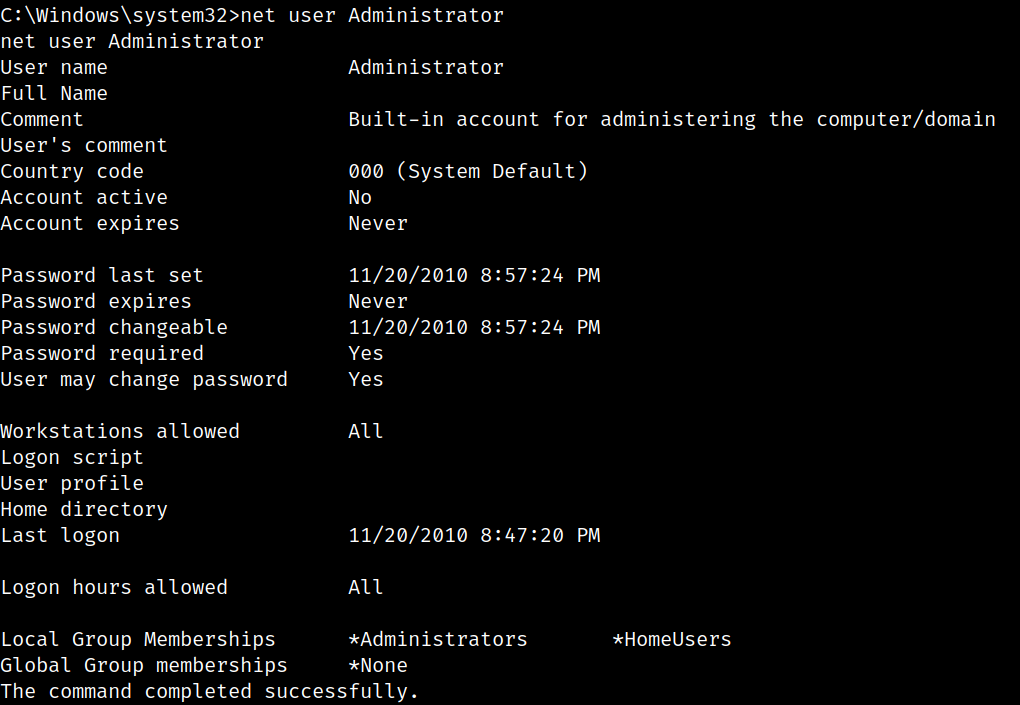 C:\Windows\system32>net user Administrator
net user Administrator
User name                    Administrator
Full Name
Comment                      Built-in account for administering the computer/domain
User's comment
Country code                 000 (System Default)
Account active               No
Account expires              Never

Password last set            11/20/2010 8:57:24 PM
Password expires             Never
Password changeable          11/20/2010 8:57:24 PM
Password required            Yes
User may change password     Yes

Workstations allowed         All
Logon script
User profile
Home directory
Last logon                   11/20/2010 8:47:20 PM

Logon hours allowed          All

Local Group Memberships      *Administrators       *HomeUsers
Global Group memberships     *None
The command completed successfully.